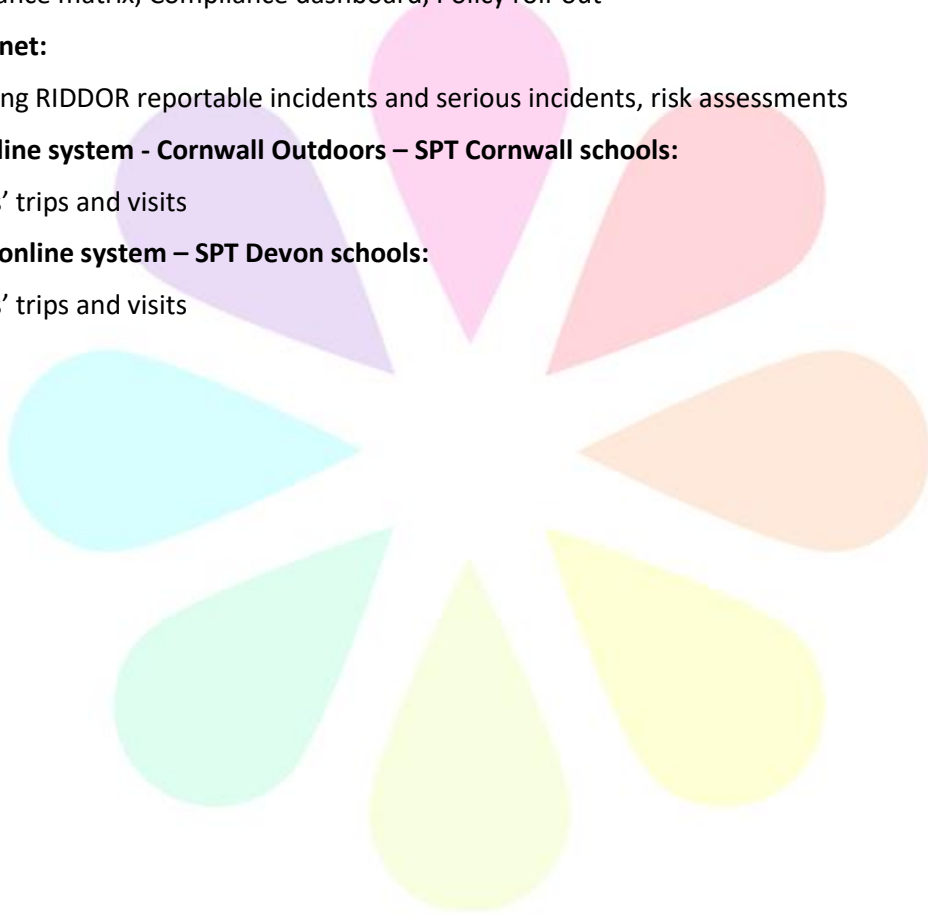 ance matrix, Compliance dashboard, Policy roll out
net:
ng RIDDOR reportable incidents and serious incidents, risk assessments
line system - Cornwall Outdoors – SPT Cornwall schools:
s’ trips and visits
online system – SPT Devon schools:
s’ trips and visits